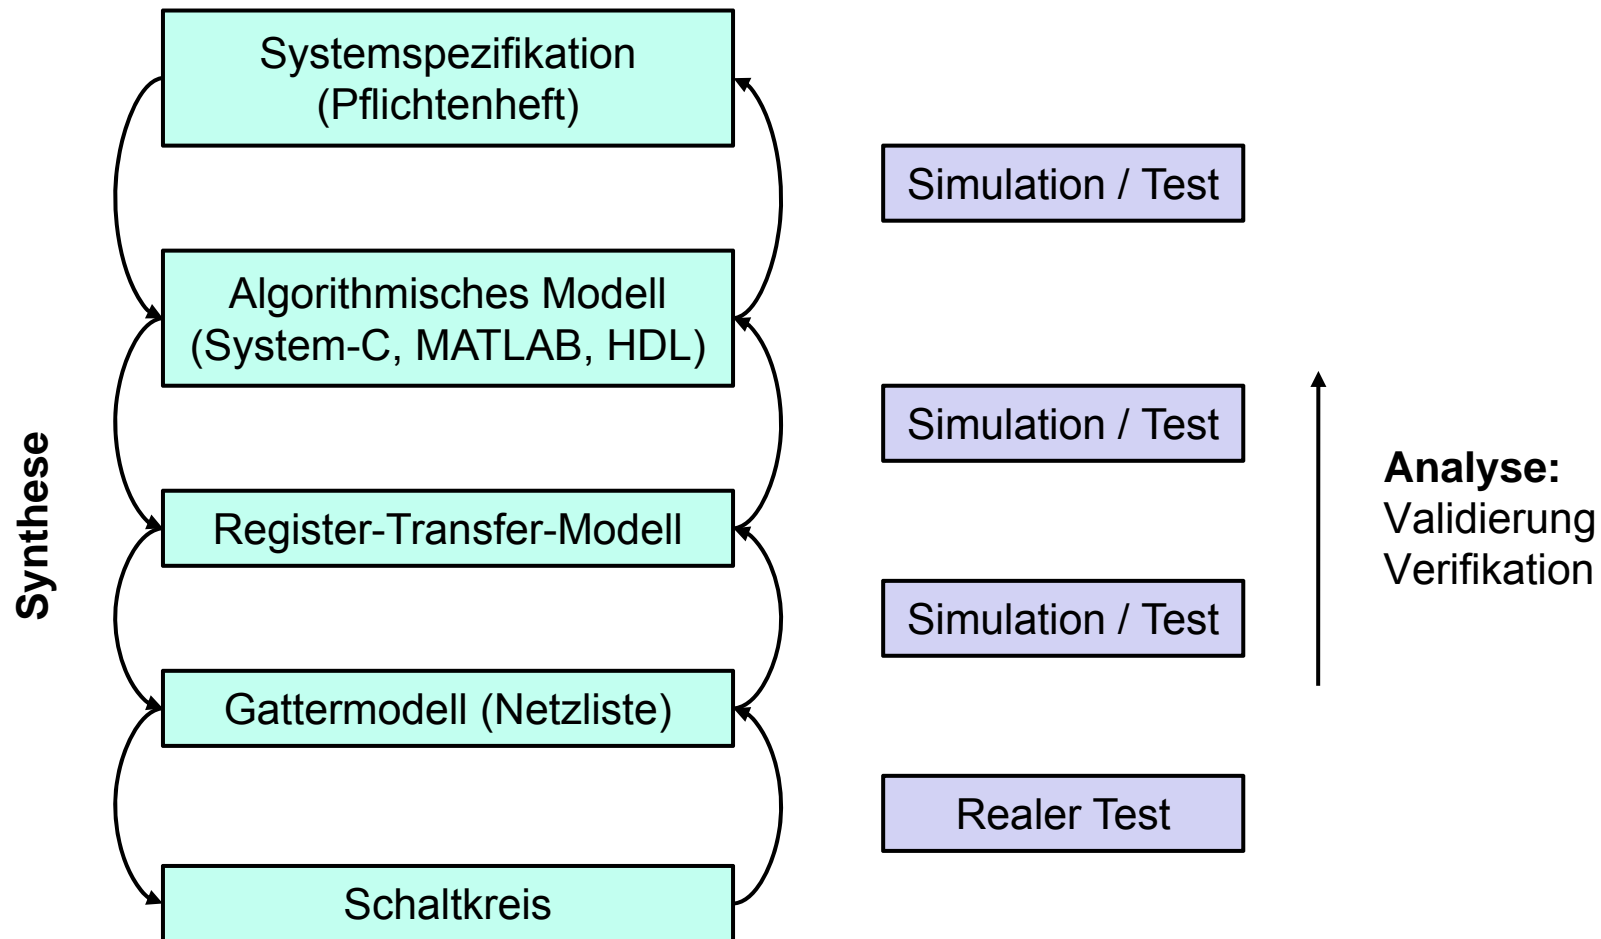 Systemspezifikation
(Pflichtenheft)
Simulation / Test
Algorithmisches Modell
(System-C, MATLAB, HDL)
Simulation / Test
Synthese
Analyse:
Validierung
Verifikation
Register-Transfer-Modell
Simulation / Test
Gattermodell (Netzliste)
Realer Test
Schaltkreis